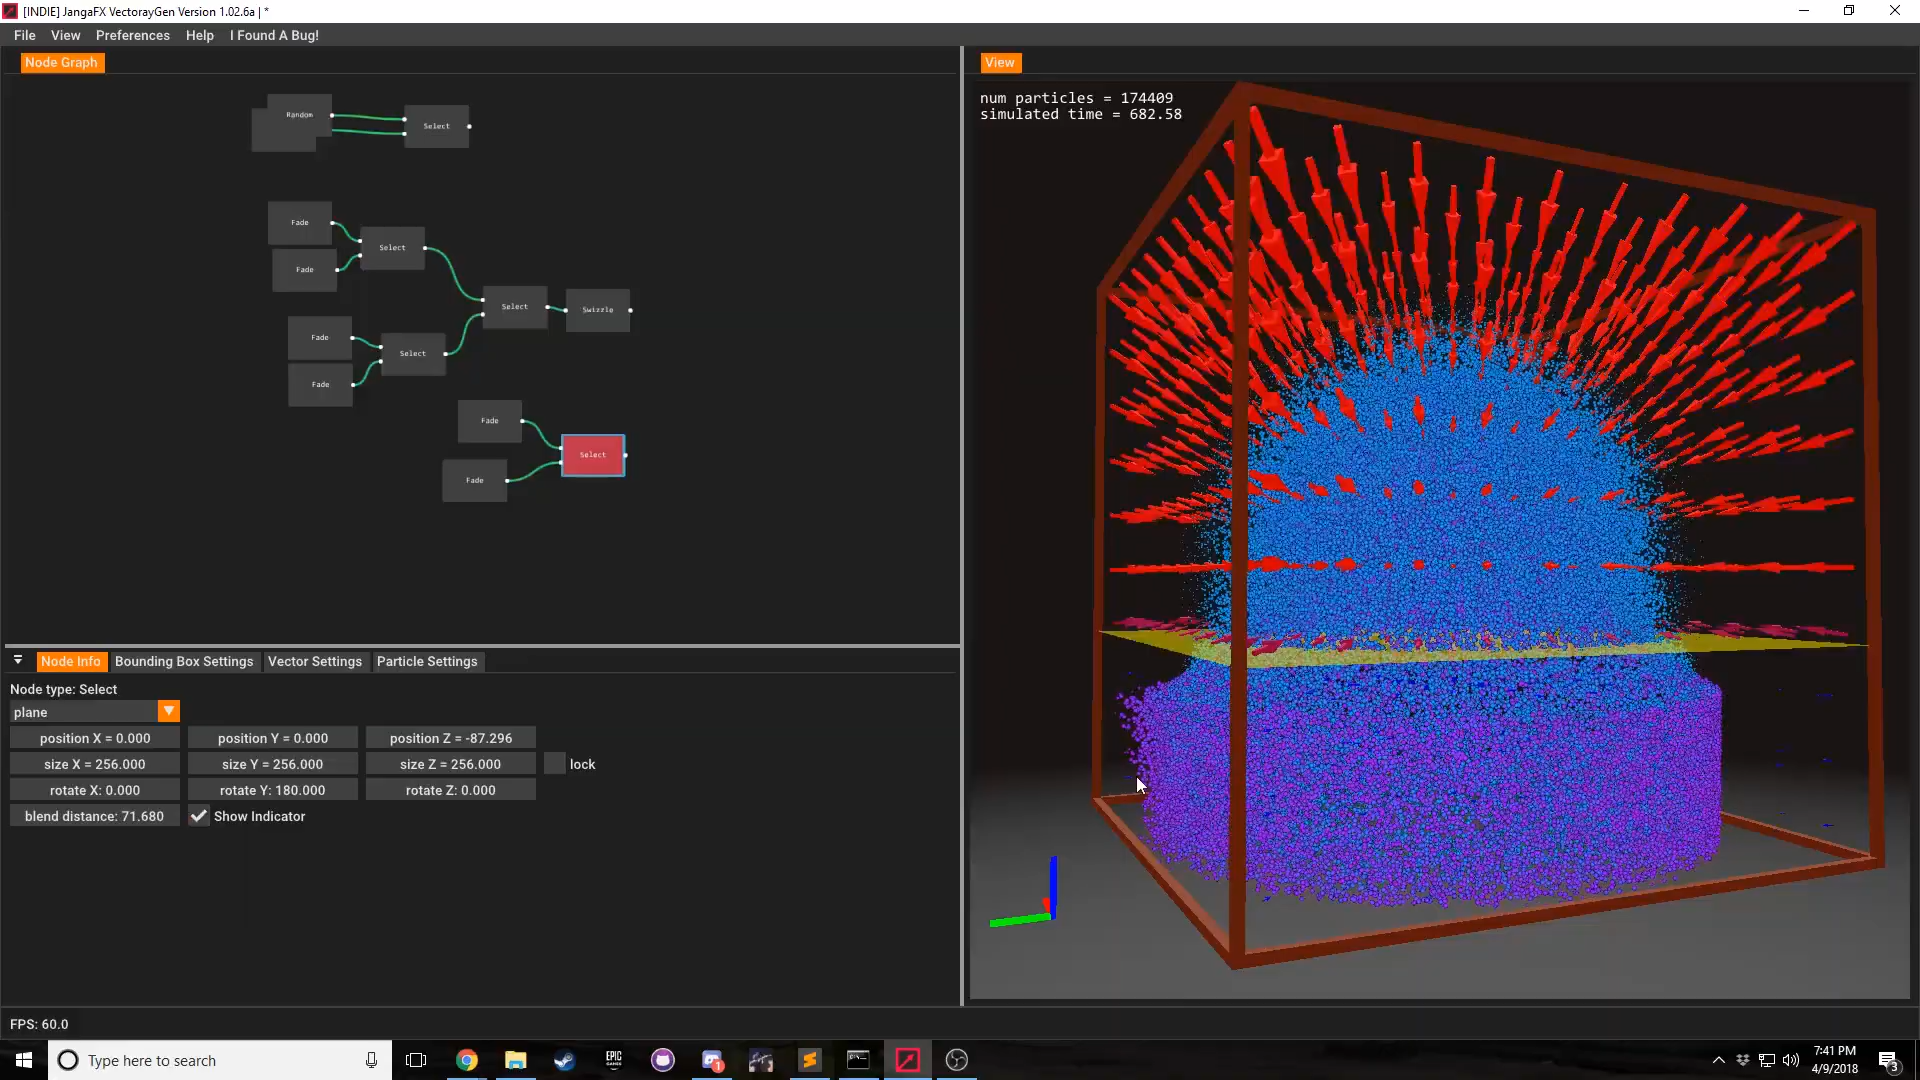 [INDIE] JangaFX VectorayGen Version 1.02.6a | *
File View Preferences Help I Found A Bug!
Node Graph
View
num particles = 174409
simulated time = 682.58
Random
Select
Fade
Select
Fade
Select
Swizzle
Fade
Select
Fade
Fade
Select
Fade
Node Info Bounding Box Settings Vector Settings Particle Settings
Node type: Select
plane
position X = 0.000 position Y = 0.000 position Z = -87.296
size X = 256.000 size Y = 256.000 size Z = 256.000 lock
rotate X: 0.000 rotate Y: 180.000 rotate Z: 0.000
blend distance: 71.680 Show Indicator
FPS: 60.0
Type here to search
EPIC
GAMES
1
7:41 PM
4/9/2018
3